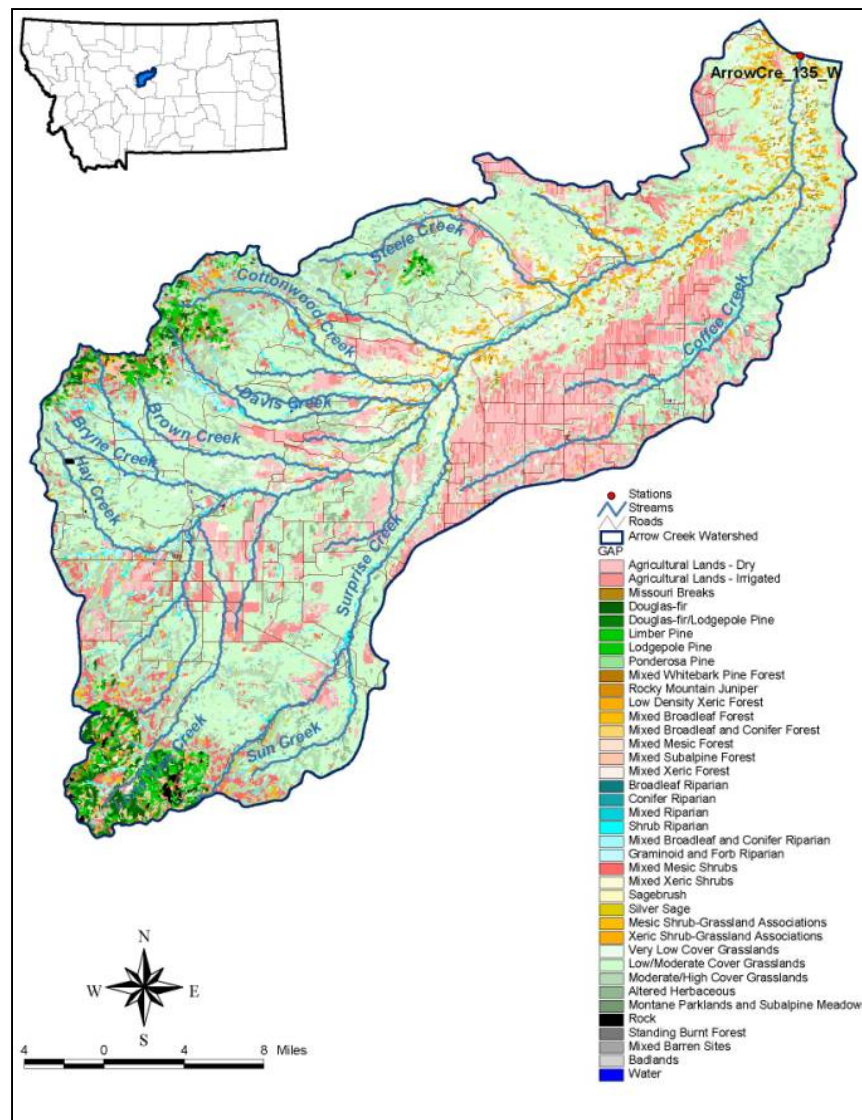 ArrowCre_135_W
Steele Creek
Cottonwood Creek
Coffee Creek
Davis Creek
Brown Creek
Bryne Creek
Hay Creek
Surprise Creek
Creek
Sun Creek
Stations
Streams
Roads
Arrow Creek Watershed
GAP
Agricultural Lands - Dry
Agricultural Lands - Irrigated
Missouri Breaks
Douglas-fir
Douglas-fir/Lodgepole Pine
Limber Pine
Lodgepole Pine
Ponderosa Pine
Mixed Whitebark Pine Forest
Rocky Mountain Juniper
Low Density Xeric Forest
Mixed Broadleaf Forest
Mixed Broadleaf and Conifer Forest
Mixed Mesic Forest
Mixed Subalpine Forest
Mixed Xeric Forest
Broadleaf Riparian
Conifer Riparian
Mixed Riparian
Shrub Riparian
Mixed Broadleaf and Conifer Riparian
Graminoid and Forb Riparian
Mixed Mesic Shrubs
Mixed Xeric Shrubs
Sagebrush
Silver Sage
Mesic Shrub-Grassland Associations
Xeric Shrub-Grassland Associations
Very Low Cover Grasslands
Low/Moderate Cover Grasslands
Moderate/High Cover Grasslands
Altered Herbaceous
Montane Parklands and Subalpine Meadow
Rock
Standing Burnt Forest
Mixed Barren Sites
Badlands
Water
N
W E
S
4 0 4 8 Miles